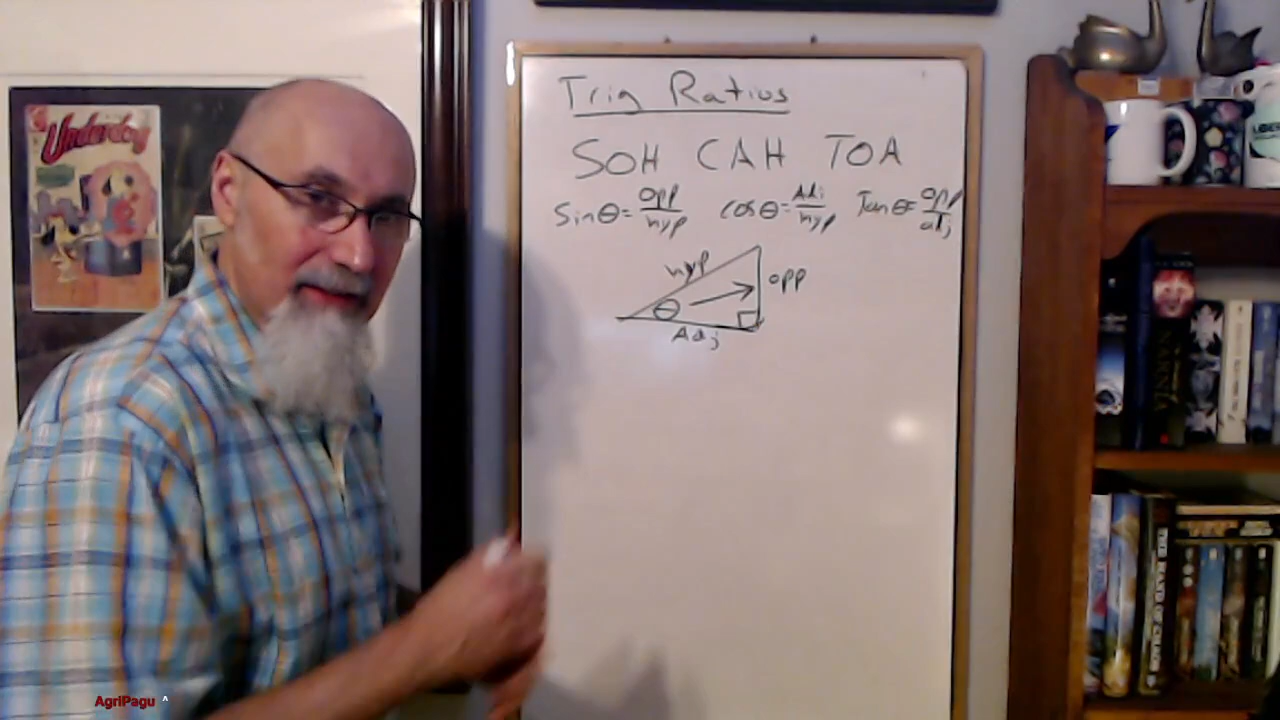 Trig Ratios
SOH CAH TOA
Sinθ=opp/hyp cosθ=Adj/hyp Tanθ=opp/adj
hyp
opp
θ
Adj
Underdog
NARNIA
AgriPagu ^